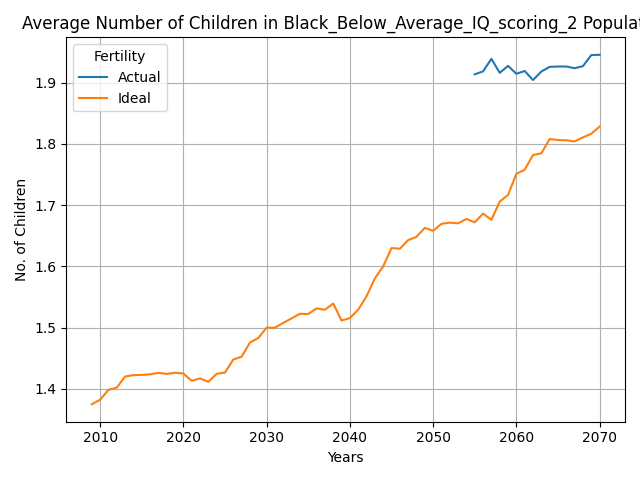 Average Number of Children in Black_Below_Average_IQ_scoring_2 Populat
Fertility
Actual
Ideal
1.9
1.8
1.7
1.6
1.5
1.4
No. of Children
2010 2020 2030 2040 2050 2060 2070
Years